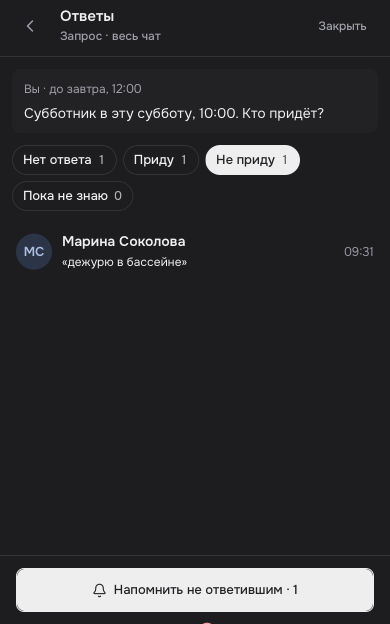 Ответы
Запрос · весь чат
Закрыть
Вы · до завтра, 12:00
Субботник в эту субботу, 10:00. Кто придёт?
Нет ответа 1
Приду 1
Не приду 1
Пока не знаю 0
МС
Марина Соколова
«дежурю в бассейне»
09:31
Напомнить не ответившим · 1